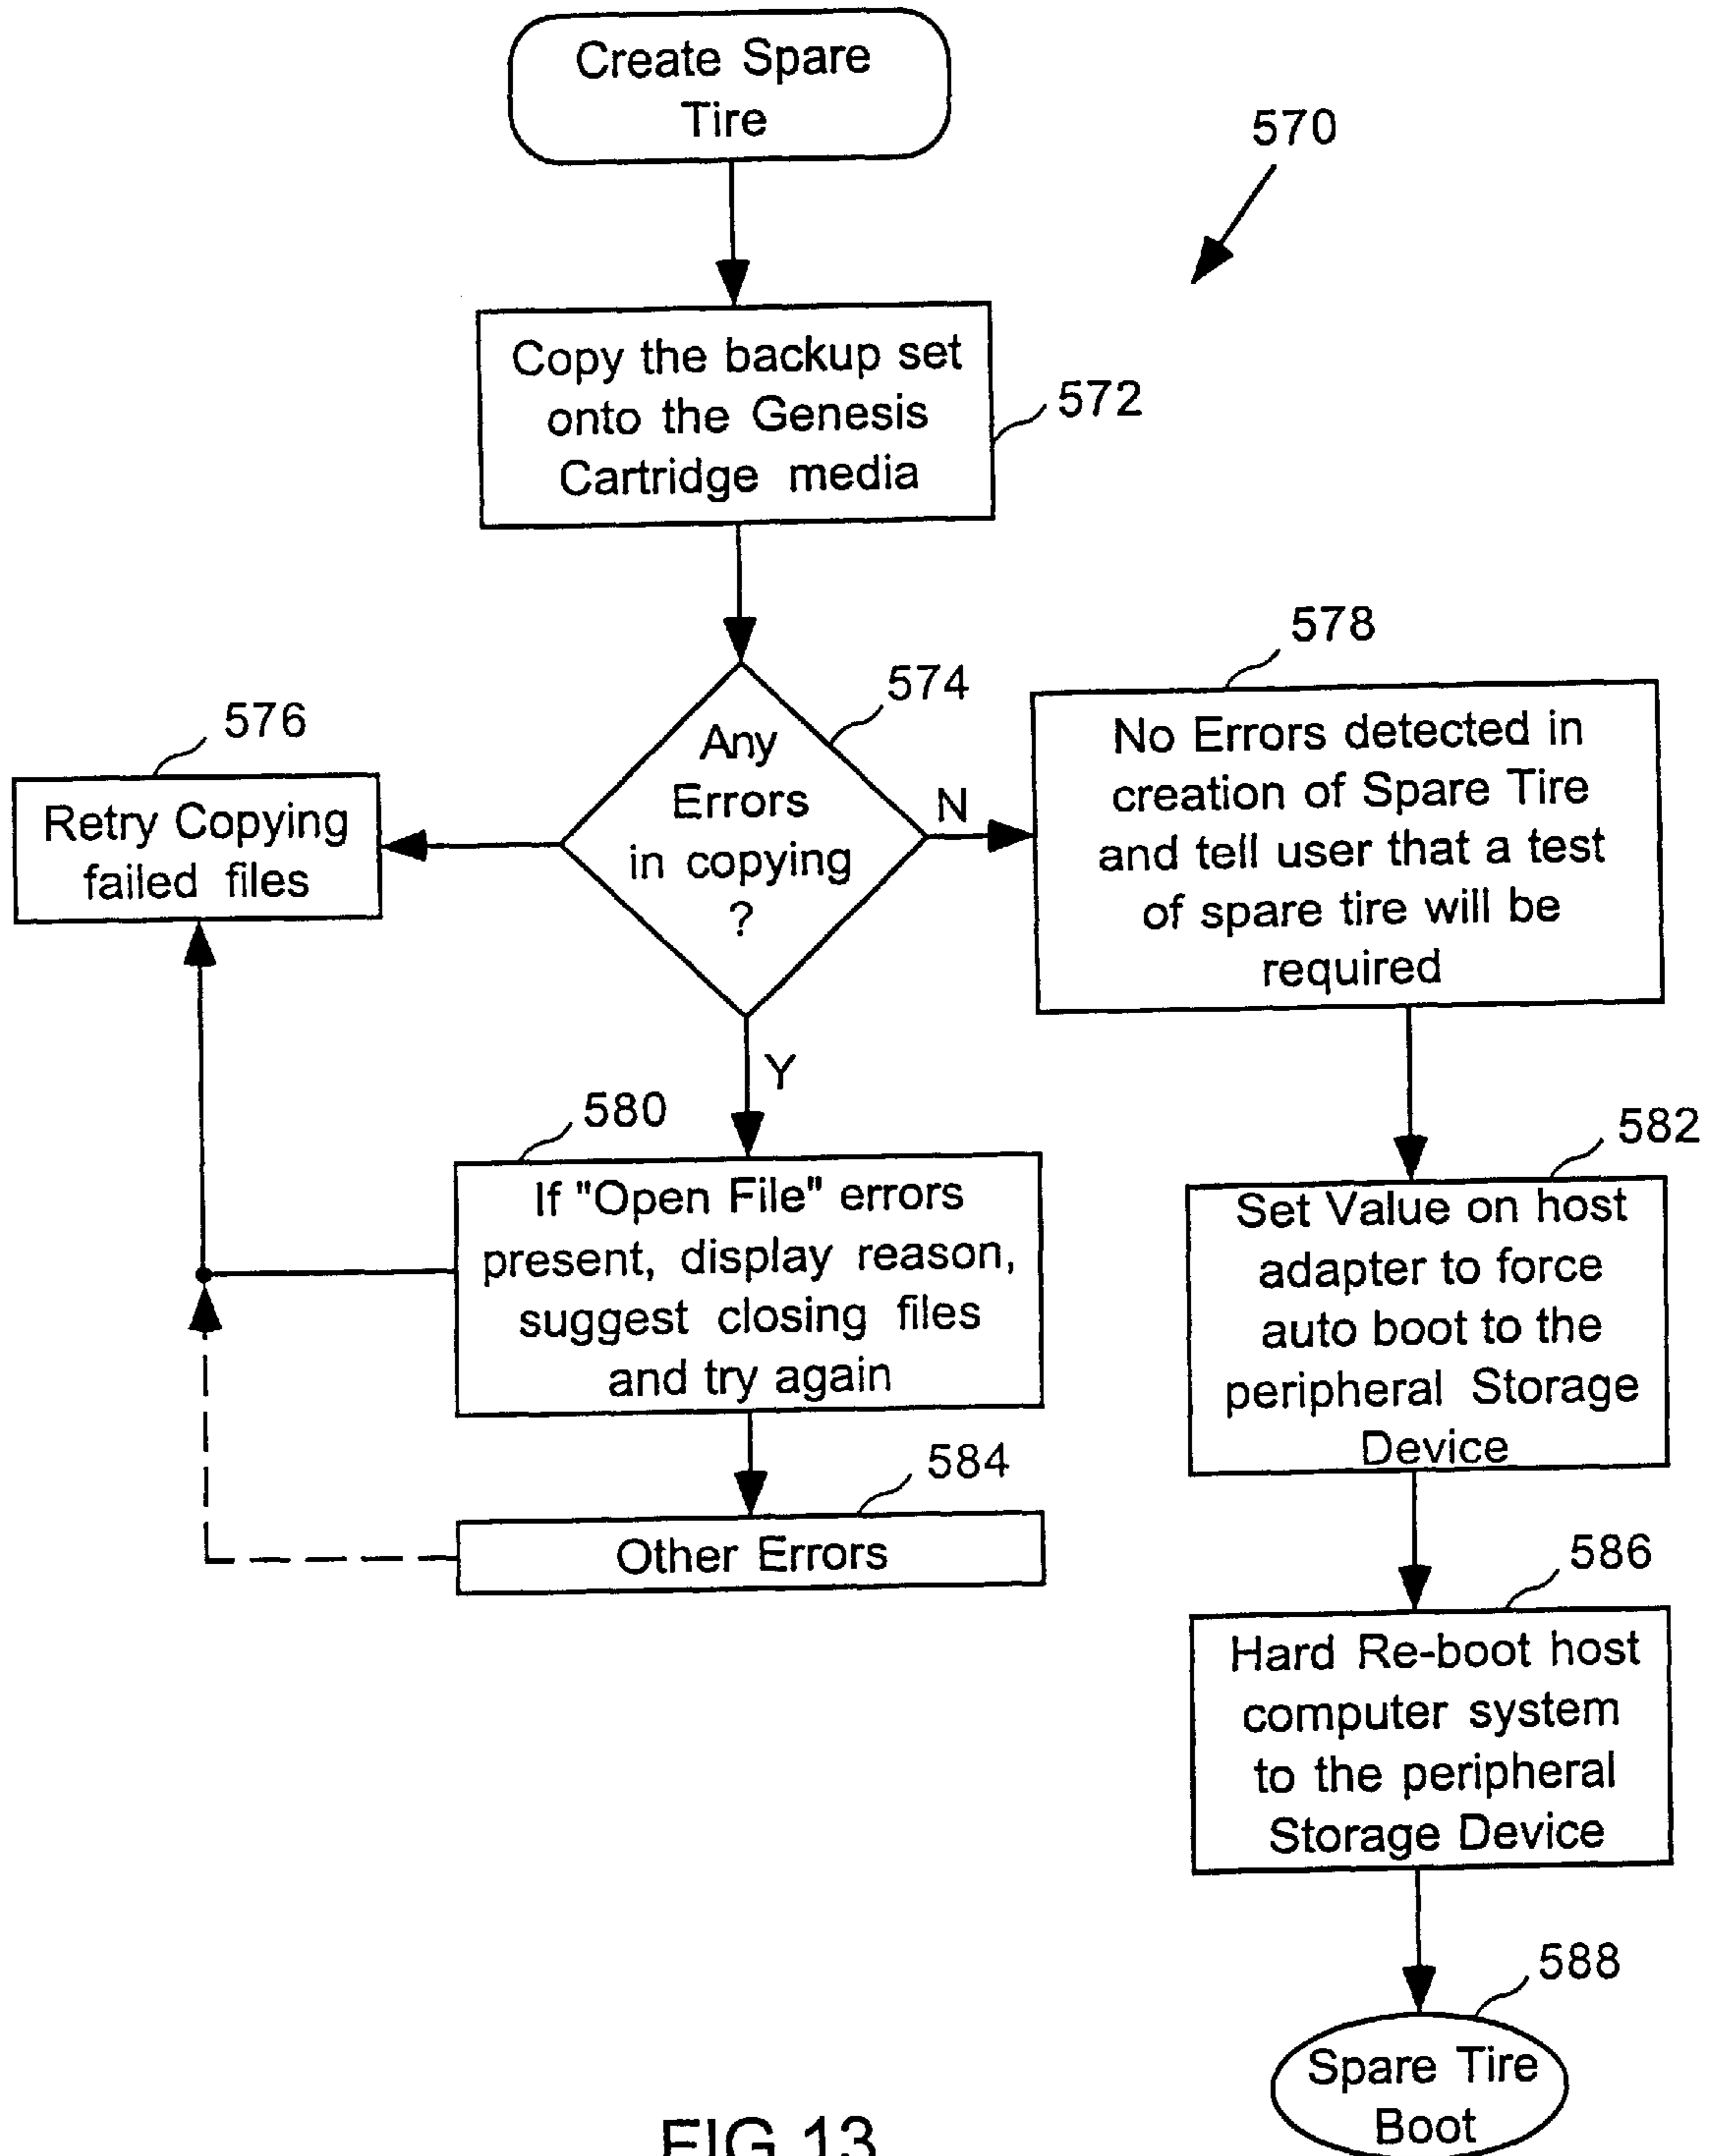 Create Spare
Tire
570
Copy the backup set
onto the Genesis
Cartridge media
572
574
Any
Errors
in copying
?
N
Y
576
Retry Copying
failed files
578
No Errors detected in
creation of Spare Tire
and tell user that a test
of spare tire will be
required
580
If "Open File" errors
present, display reason,
suggest closing files
and try again
582
Set Value on host
adapter to force
auto boot to the
peripheral Storage
Device
584
Other Errors
586
Hard Re-boot host
computer system
to the peripheral
Storage Device
588
Spare Tire
Boot
FIG.13